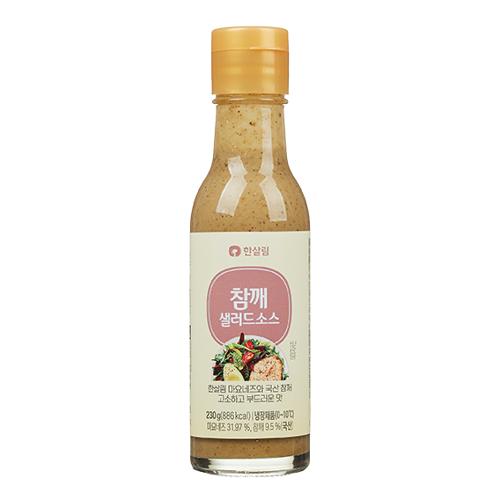 한살림
참깨
샐러드소스
한살림 마요네즈와 국산 참깨
고소하고 부드러운 맛
230g(886kcal) | 냉장제품(0~10℃)
마요네즈 31.97 %, 참깨 9.5 %(국산)